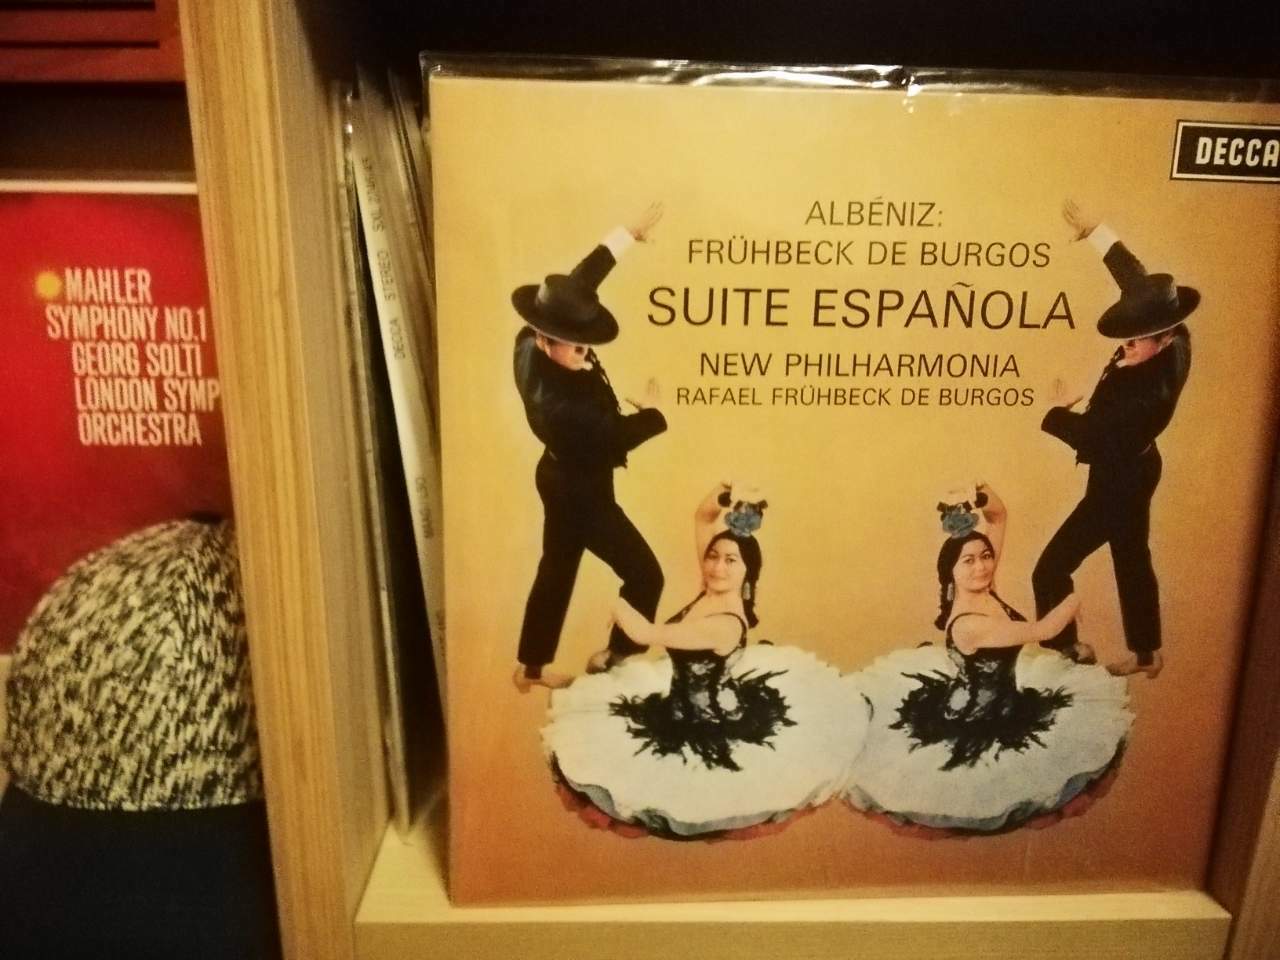 MAHLER
SYMPHONY NO.1
GEORG SOLTI
LONDON SYMP
ORCHESTRA
DECCA STEREO SXL
DECCA
ALBÉNIZ:
FRÜHBECK DE BURGOS
SUITE ESPAÑOLA
NEW PHILHARMONIA
RAFAEL FRÜHBECK DE BURGOS